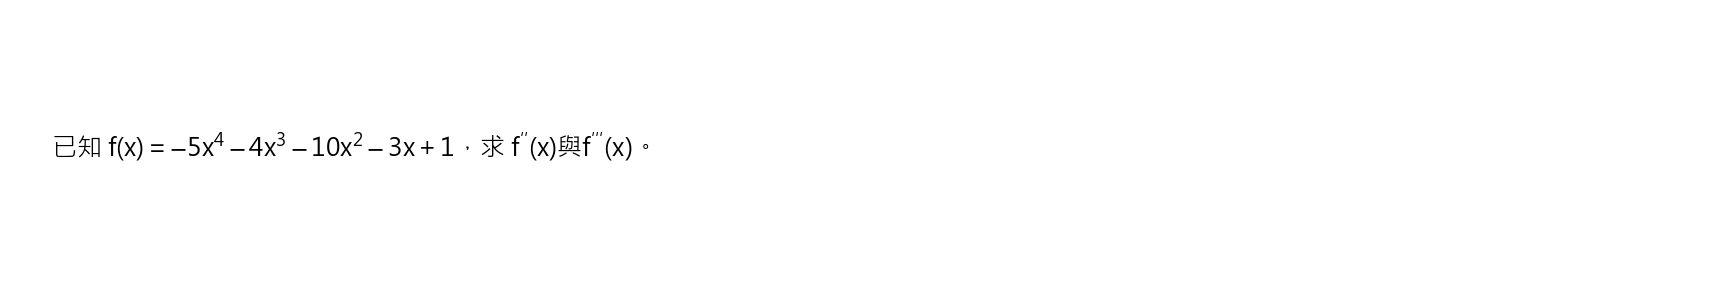 已知 f(x) = –5x⁴ – 4x³ – 10x² – 3x + 1，求 f′′(x)與f′′′(x)。